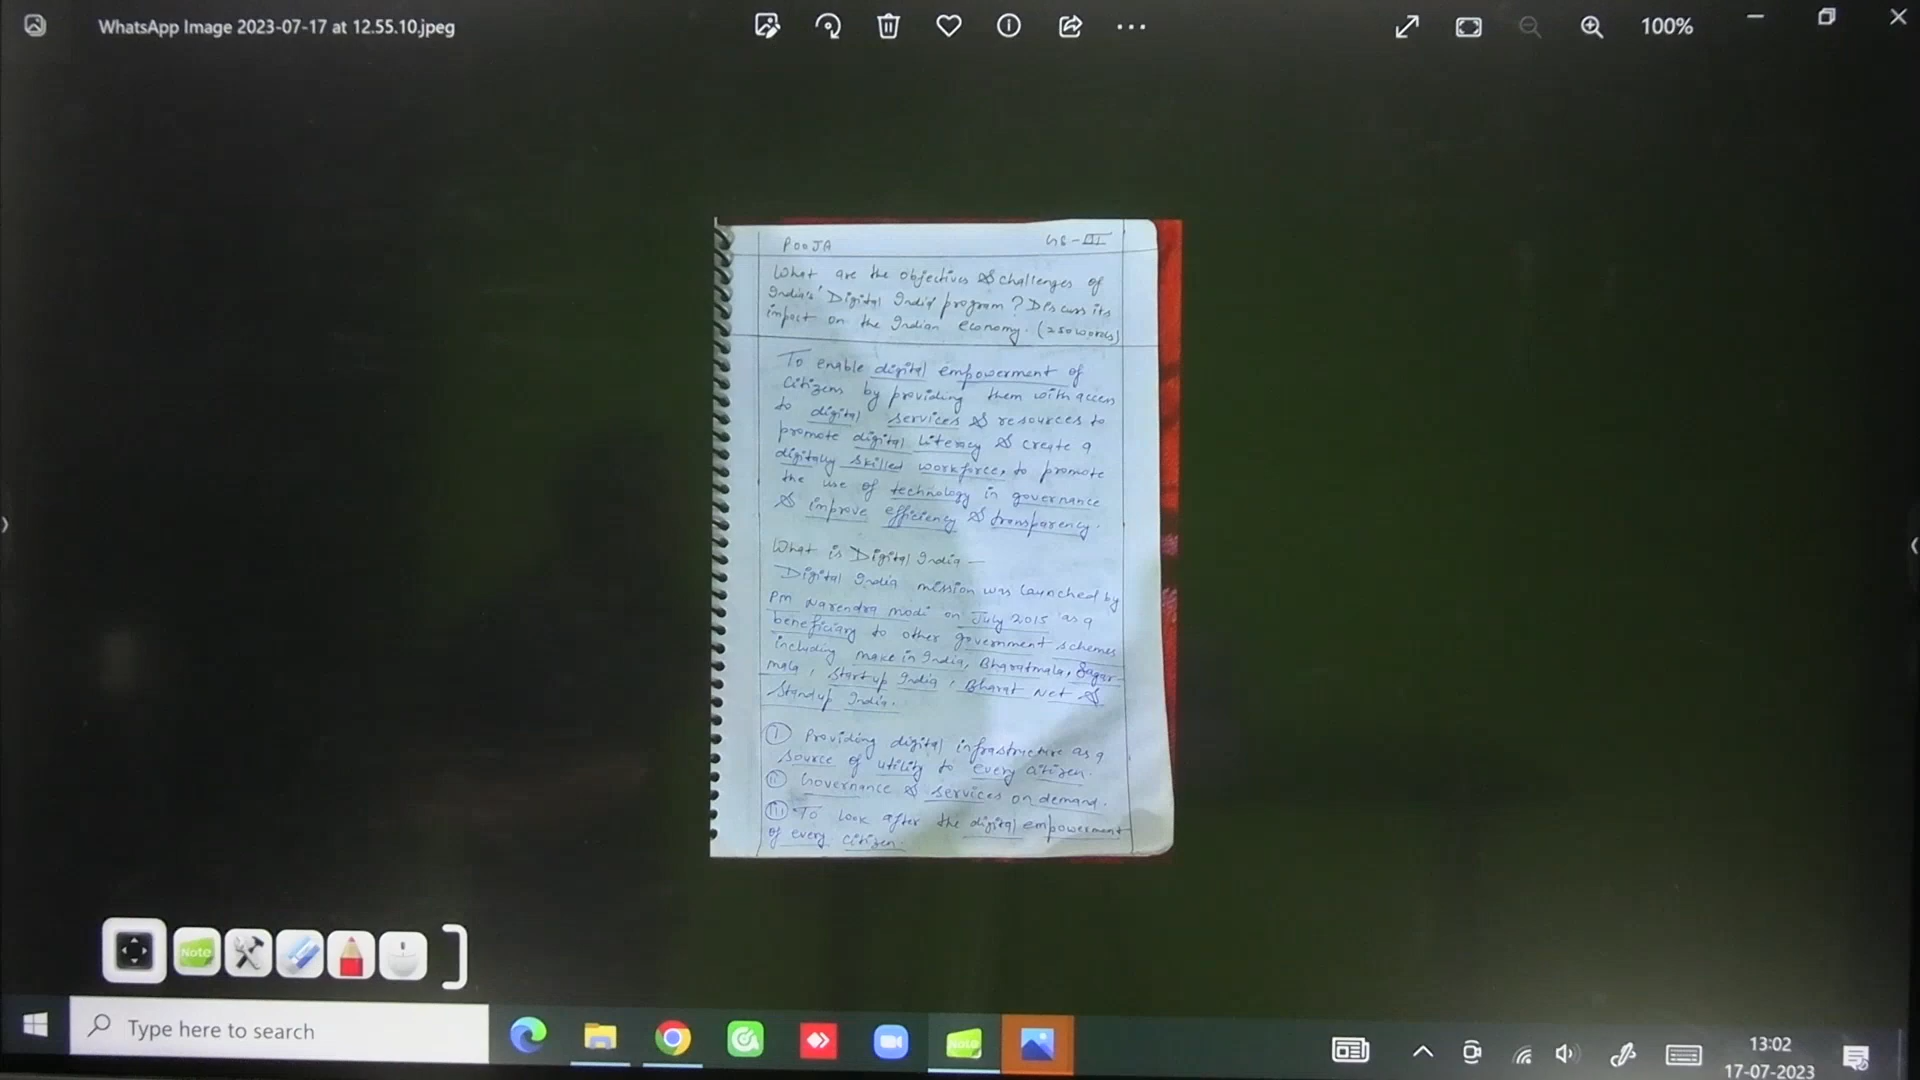 WhatsApp Image 2023-07-17 at 12.55.10.jpeg
100%
POOJA GS-III
What are the objectives & challenges of
India's 'Digital India' program? Discuss its
impact on the Indian economy. (250 words)
To enable digital empowerment of
citizens by providing them with access
to digital services & resources to
promote digital literacy & create a
digitally skilled workforce, to promote
the use of technology in governance
& improve efficiency & transparency.
What is Digital India -
Digital India mission was launched by
PM Narendra Modi on July 2015 as a
beneficiary to other government schemes
including make in India, Bharatmala, Sagar-
mala, Startup India, Bharat Net &
Standup India.
I Providing digital infrastructure as a
source of utility to every citizen.
II Governance & services on demand.
III To look after the digital empowerment
of every citizen.
Note
Type here to search
Note
13:02
17-07-2023